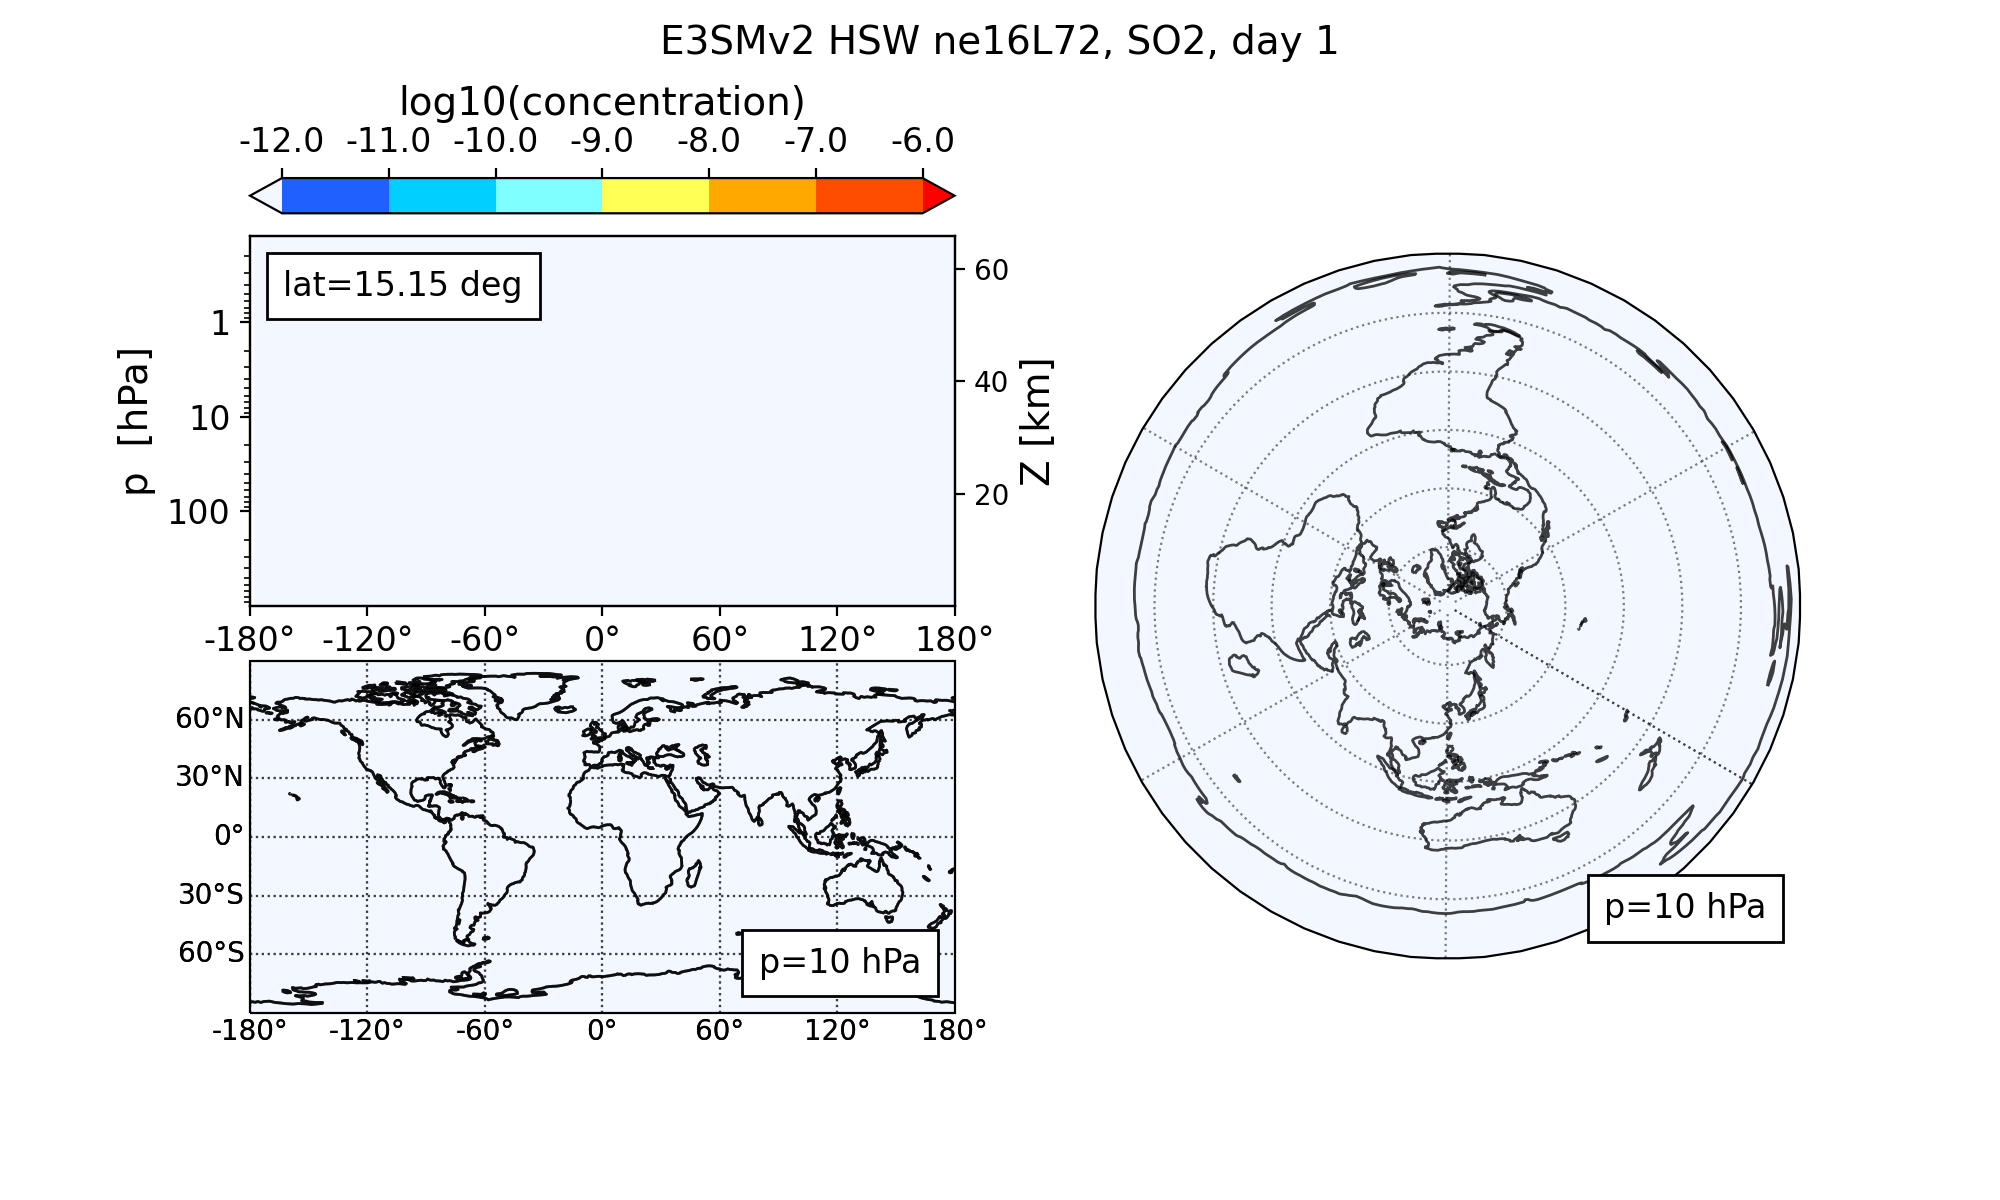 E3SMv2 HSW ne16L72, SO2, day 1
log10(concentration)
-12.0 -11.0 -10.0 -9.0 -8.0 -7.0 -6.0
lat=15.15 deg
1
10
100
p [hPa]
60
40
20
Z [km]
-180° -120° -60° 0° 60° 120° 180°
60°N
30°N
0°
30°S
60°S
p=10 hPa
-180° -120° -60° 0° 60° 120° 180°
p=10 hPa